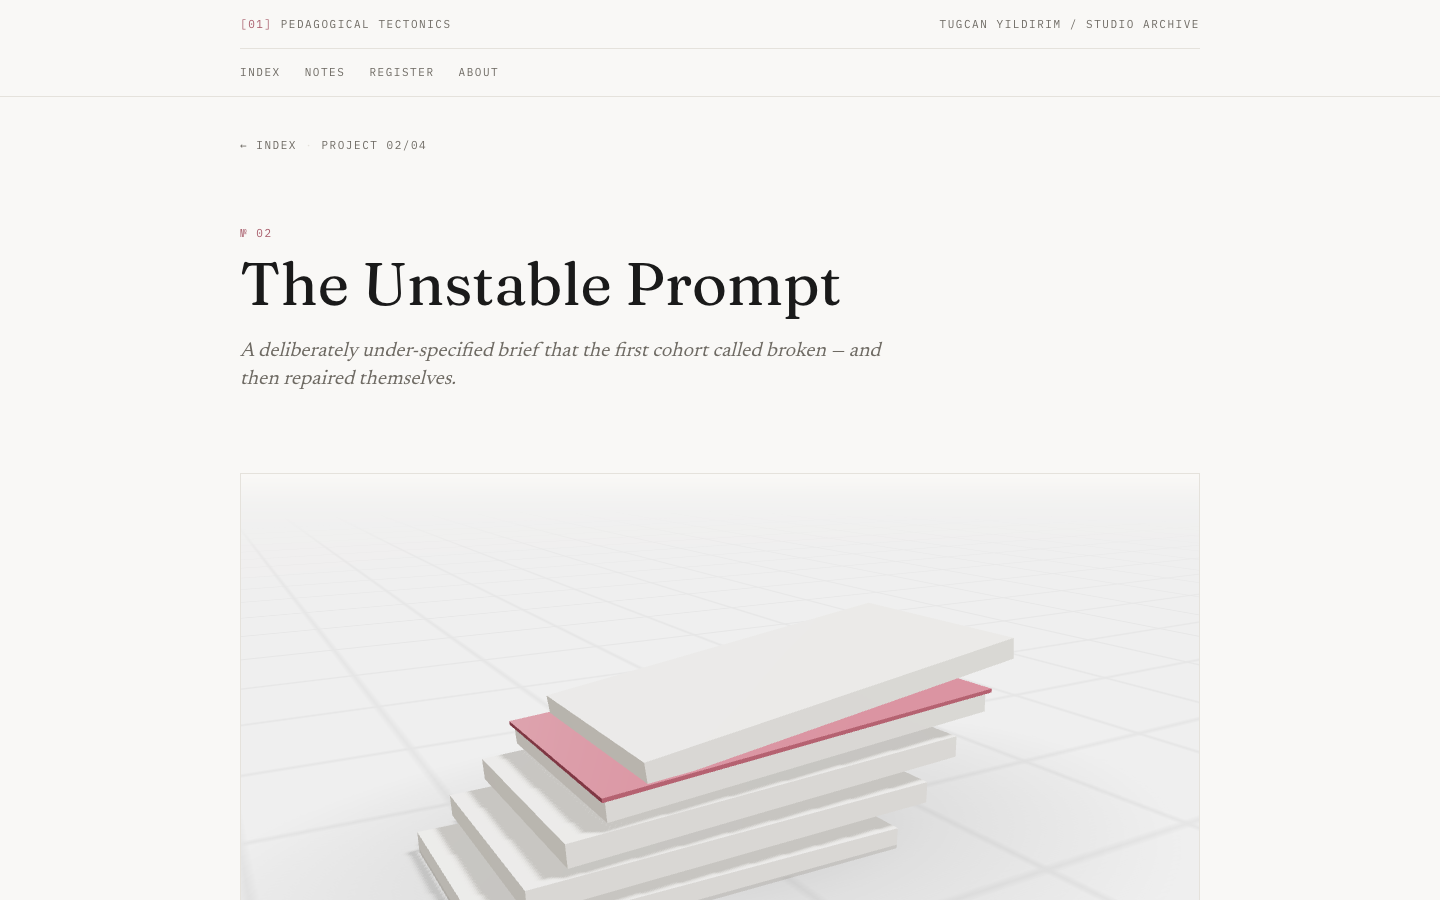 [01] PEDAGOGICAL TECTONICS
TUGCAN YILDIRIM / STUDIO ARCHIVE
INDEX NOTES REGISTER ABOUT
← INDEX · PROJECT 02/04
№ 02
The Unstable Prompt
A deliberately under-specified brief that the first cohort called broken — and
then repaired themselves.